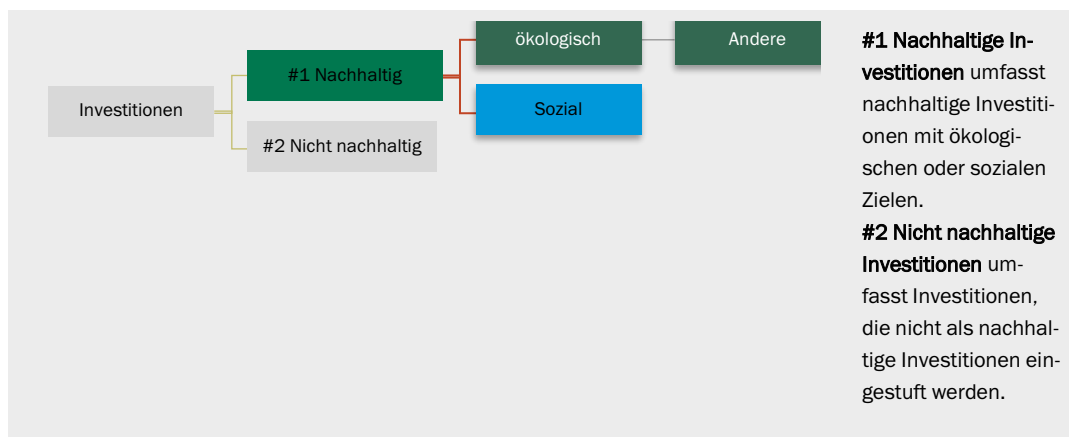 ökologisch
Andere
#1 Nachhaltig
Sozial
Investitionen
#2 Nicht nachhaltig
#1 Nachhaltige In-
vestitionen umfasst
nachhaltige Investiti-
onen mit ökologi-
schen oder sozialen
Zielen.
#2 Nicht nachhaltige
Investitionen um-
fasst Investitionen,
die nicht als nachhal-
tige Investitionen ein-
gestuft werden.